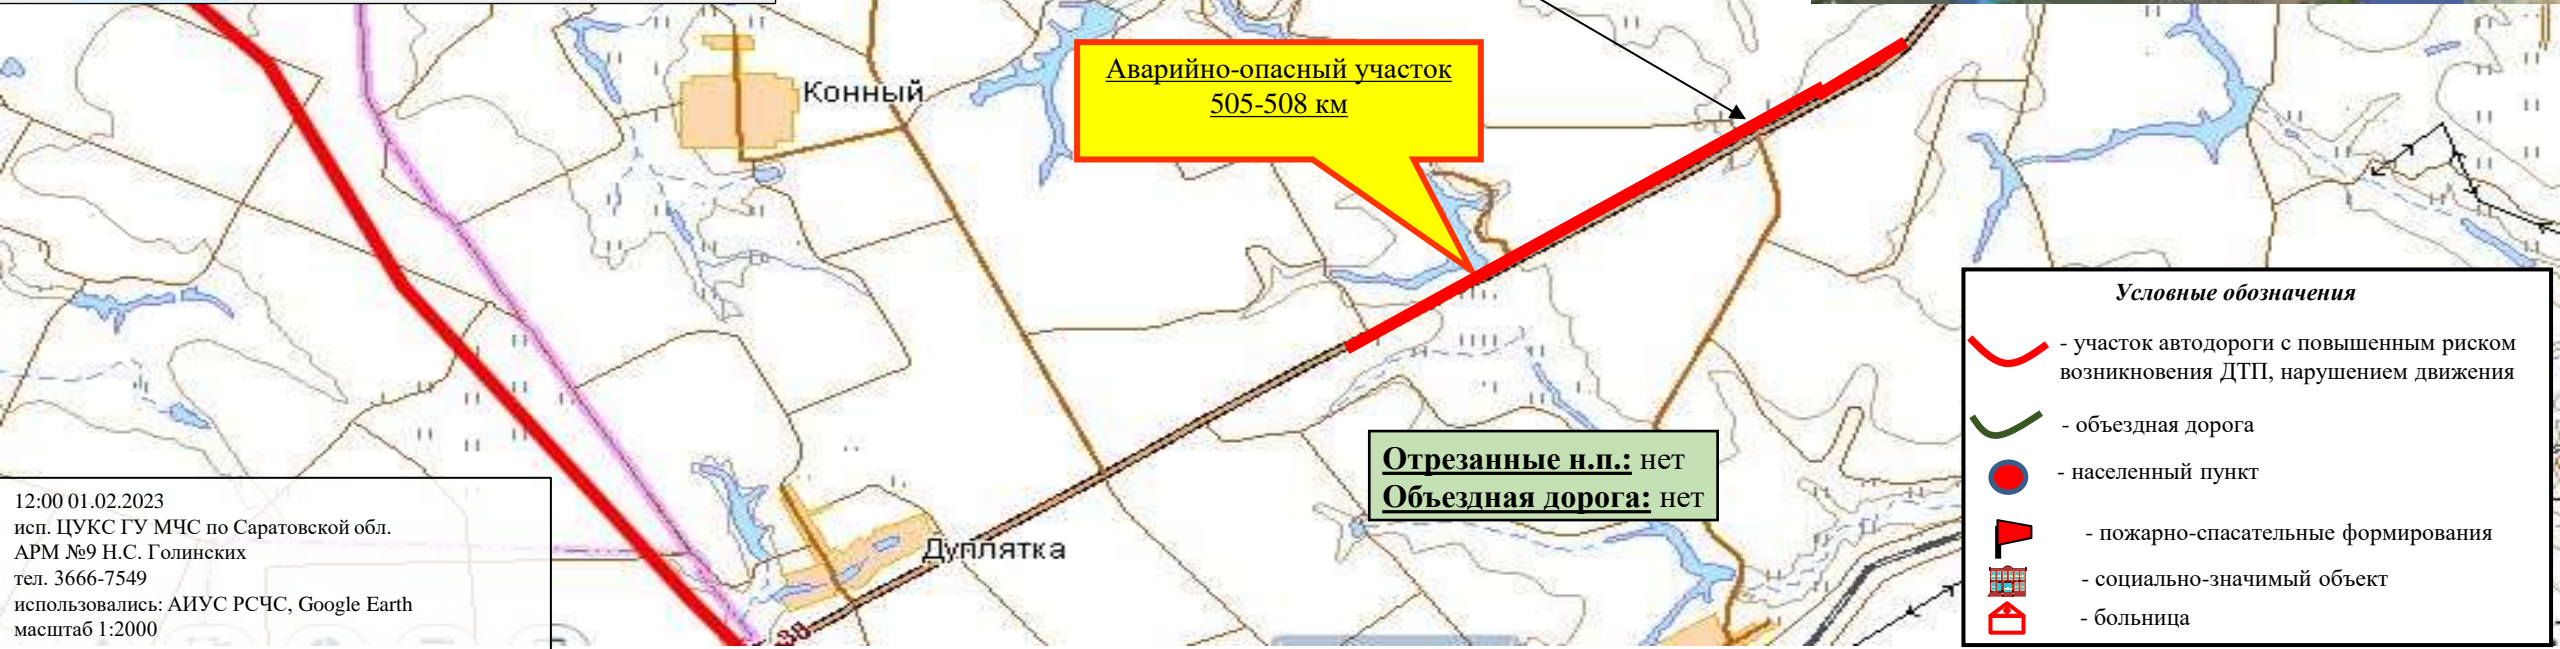 Конный
Аварийно-опасный участок
505-508 км
Условные обозначения
- участок автодороги с повышенным риском
возникновения ДТП, нарушением движения
- объездная дорога
- населенный пункт
- пожарно-спасательные формирования
- социально-значимый объект
- больница
Отрезанные н.п.: нет
Объездная дорога: нет
Дуплятка
12:00 01.02.2023
исп. ЦУКС ГУ МЧС по Саратовской обл.
АРМ №9 Н.С. Голинских
тел. 3666-7549
использовались: АИУС РСЧС, Google Earth
масштаб 1:2000